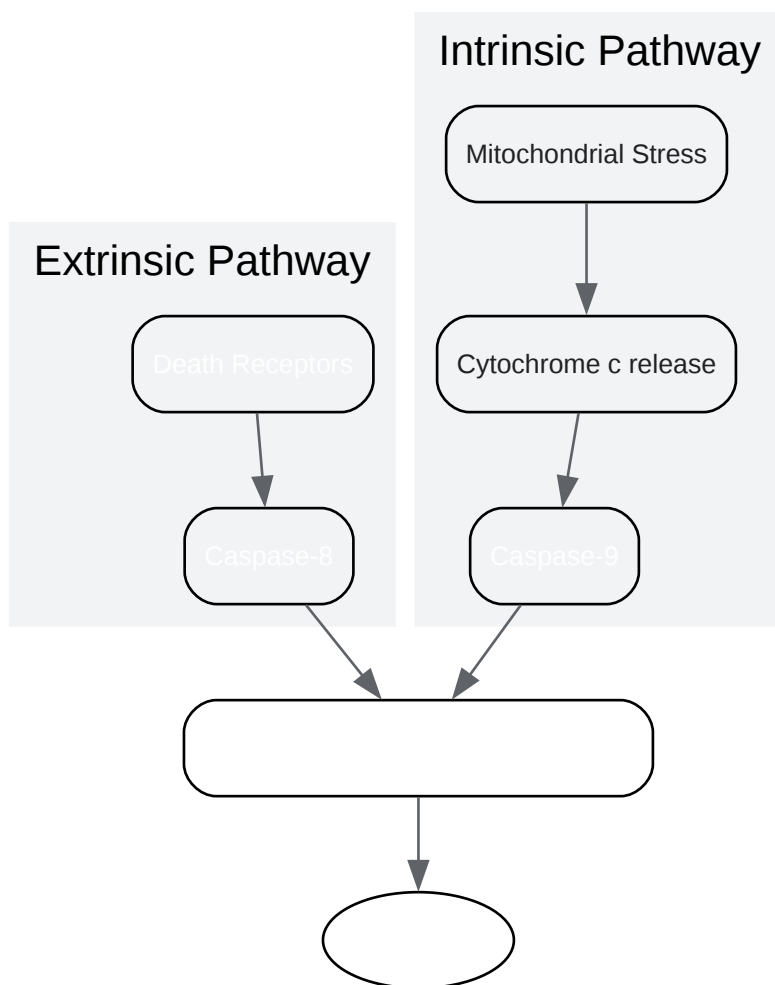 Intrinsic Pathway
Mitochondrial Stress
Extrinsic Pathway
Death Receptors
Cytochrome c release
Caspase-8
Caspase-9